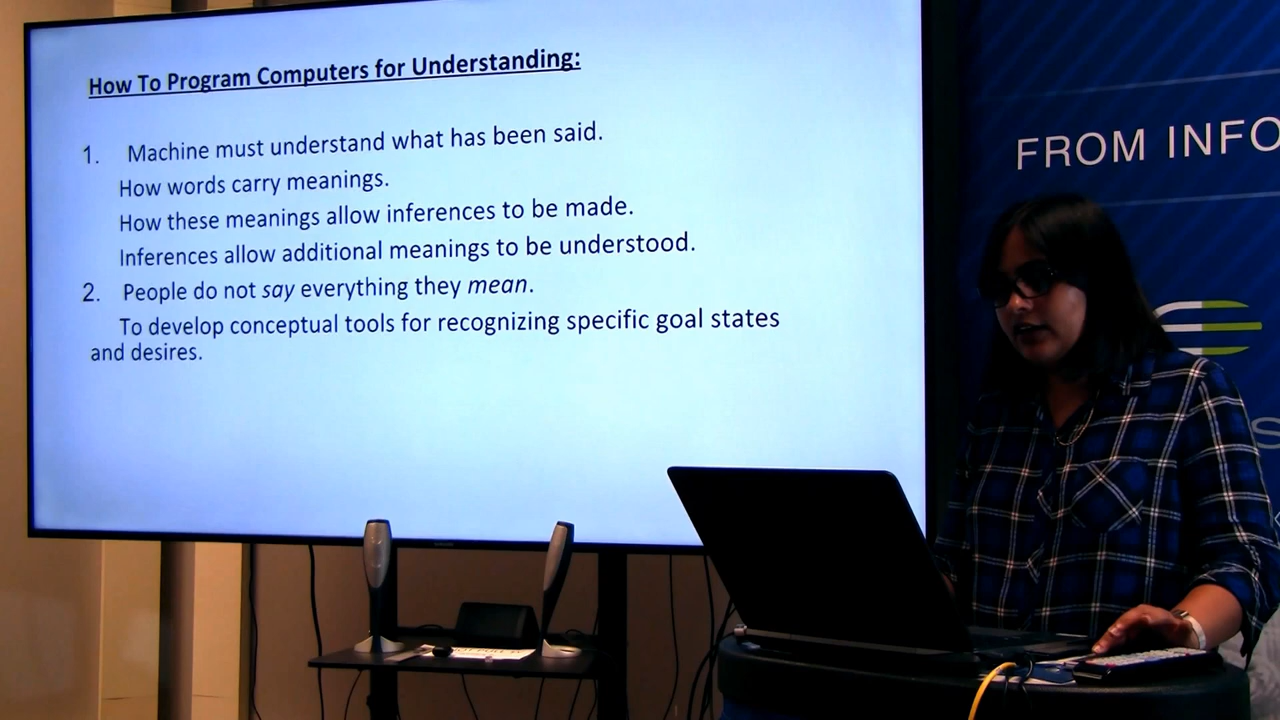 How To Program Computers for Understanding:
1. Machine must understand what has been said.
How words carry meanings.
How these meanings allow inferences to be made.
Inferences allow additional meanings to be understood.
2. People do not say everything they mean.
To develop conceptual tools for recognizing specific goal states
and desires.
FROM INFO